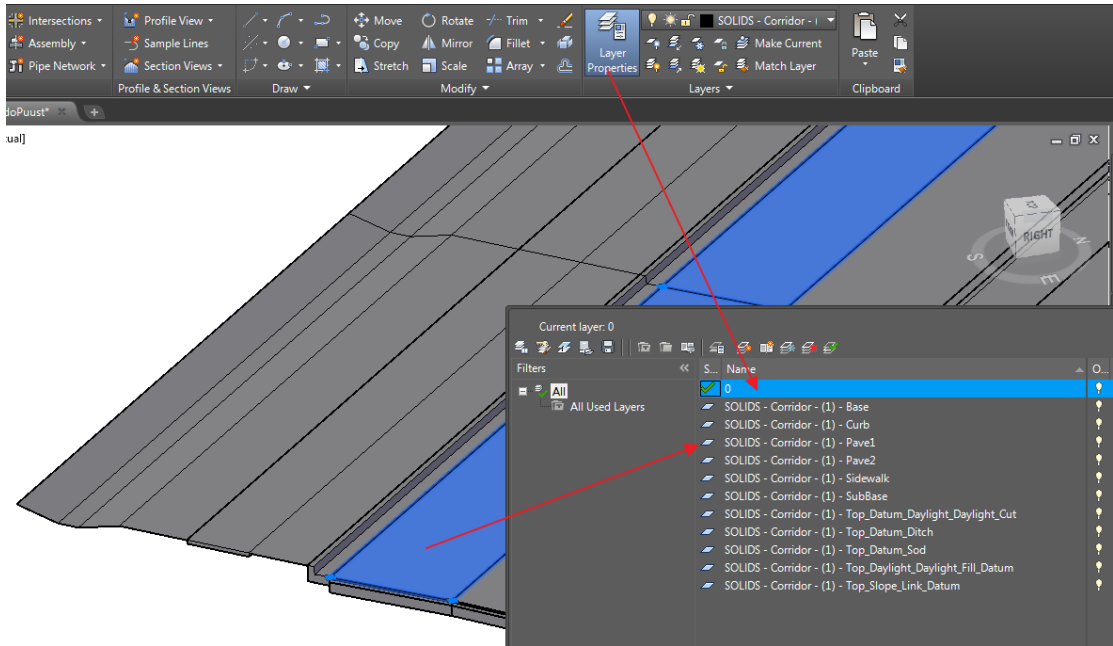 Intersections
Profile View
Move
Rotate
Trim
SOLIDS - Corridor - (
Assembly
Sample Lines
Copy
Mirror
Fillet
Make Current
Pipe Network
Section Views
Stretch
Scale
Array
Layer
Properties
Match Layer
Paste
Profile & Section Views
Draw
Modify
Layers
Clipboard
doPuust*
tual]
RIGHT
S
E
N
Current layer: 0
Filters
S...
Name
O...
All
All Used Layers
0
SOLIDS - Corridor - (1) - Base
SOLIDS - Corridor - (1) - Curb
SOLIDS - Corridor - (1) - Pave1
SOLIDS - Corridor - (1) - Pave2
SOLIDS - Corridor - (1) - Sidewalk
SOLIDS - Corridor - (1) - SubBase
SOLIDS - Corridor - (1) - Top_Datum_Daylight_Daylight_Cut
SOLIDS - Corridor - (1) - Top_Datum_Ditch
SOLIDS - Corridor - (1) - Top_Datum_Sod
SOLIDS - Corridor - (1) - Top_Daylight_Daylight_Fill_Datum
SOLIDS - Corridor - (1) - Top_Slope_Link_Datum